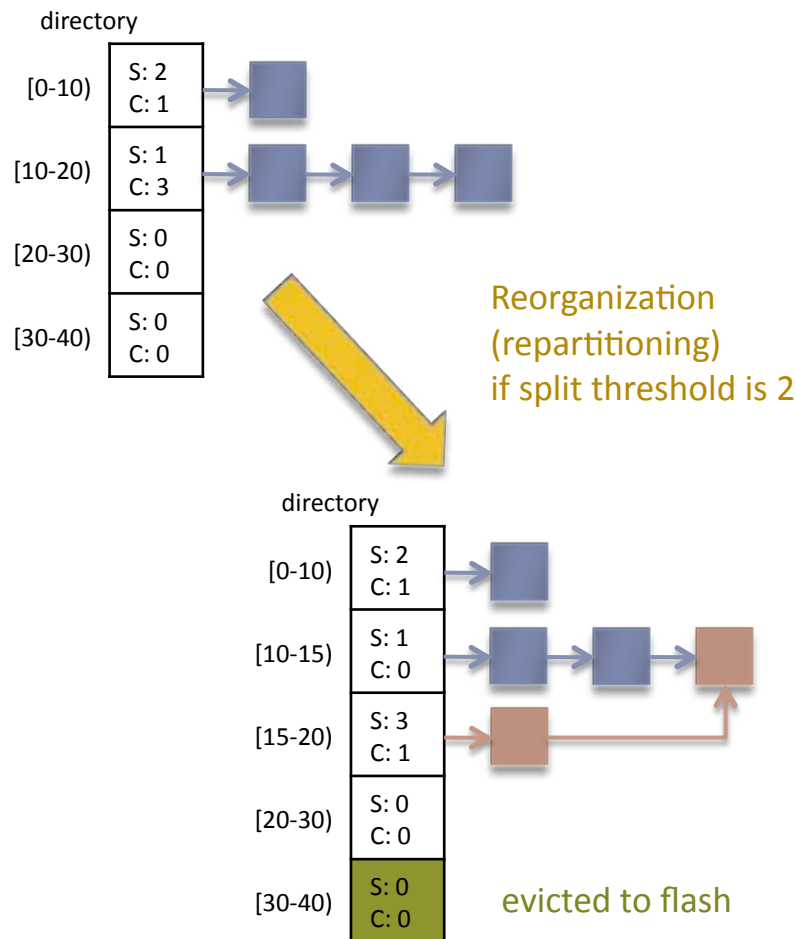 directory
[0-10)
S: 2
C: 1
[10-20)
S: 1
C: 3
[20-30)
S: 0
C: 0
[30-40)
S: 0
C: 0
Reorganization
(repartitioning)
if split threshold is 2
directory
[0-10)
S: 2
C: 1
[10-15)
S: 1
C: 0
[15-20)
S: 3
C: 1
[20-30)
S: 0
C: 0
[30-40)
S: 0
C: 0
evicted to flash